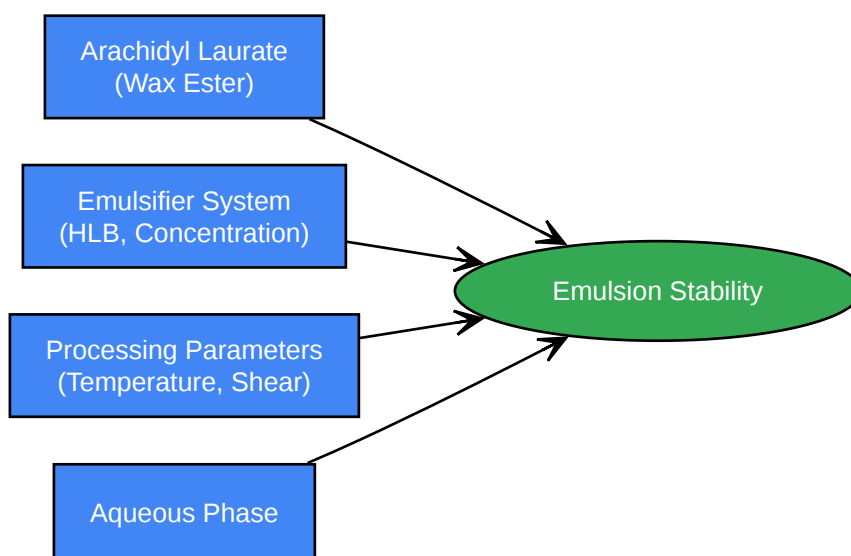 Arachidyl Laurate
(Wax Ester)
Emulsifier System
(HLB, Concentration)
Emulsion Stability
Processing Parameters
(Temperature, Shear)
Aqueous Phase